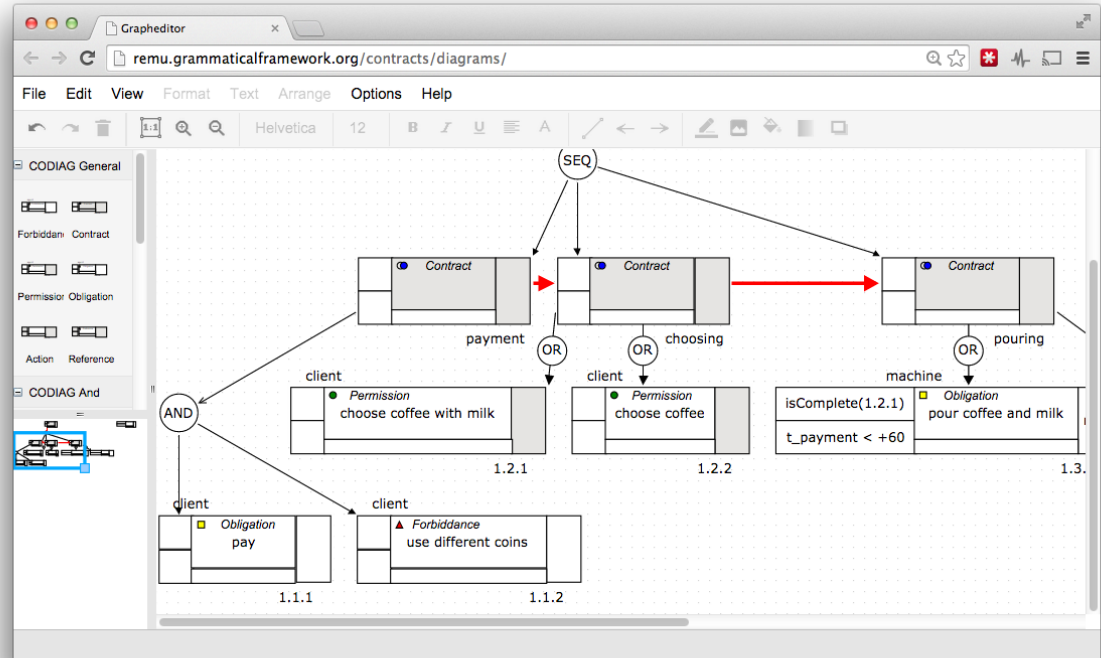 Grapheditor
remu.grammaticalframework.org/contracts/diagrams/
File Edit View Format Text Arrange Options Help
1:1 Helvetica 12 B I U A
CODIAG General
Forbiddan Contract
Permissior Obligation
Action Reference
CODIAG And
SEQ
Contract Contract Contract
payment choosing pouring
OR OR OR
client client machine
Permission Permission Obligation
choose coffee with milk choose coffee isComplete(1.2.1) pour coffee and milk
t_payment < +60
AND
1.2.1 1.2.2 1.3.
client client
Obligation Forbiddance
pay use different coins
1.1.1 1.1.2